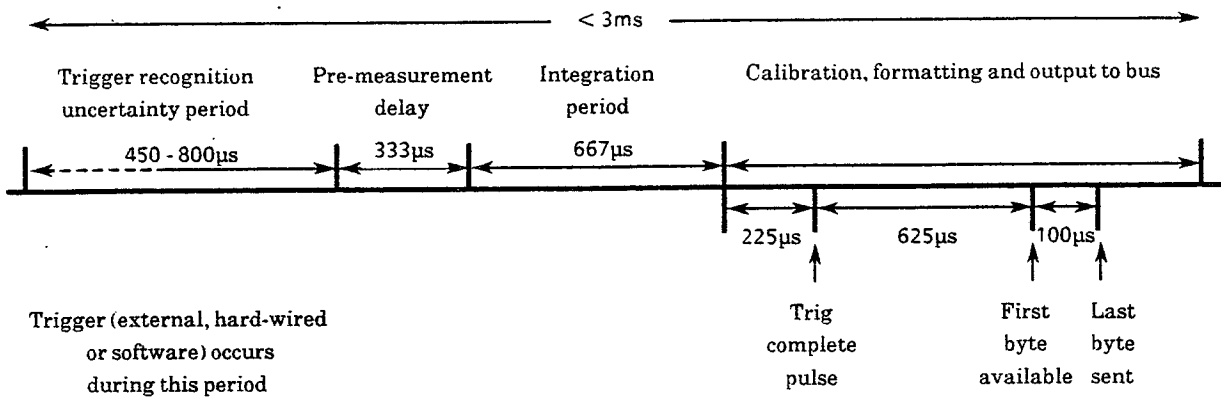 < 3ms
Trigger recognition
uncertainty period
Pre-measurement
delay
Integration
period
Calibration, formatting and output to bus
450 - 800µs
333µs
667µs
225µs
625µs
100µs
Trigger (external, hard-wired
or software) occurs
during this period
Trig
complete
pulse
First
byte
available
Last
byte
sent